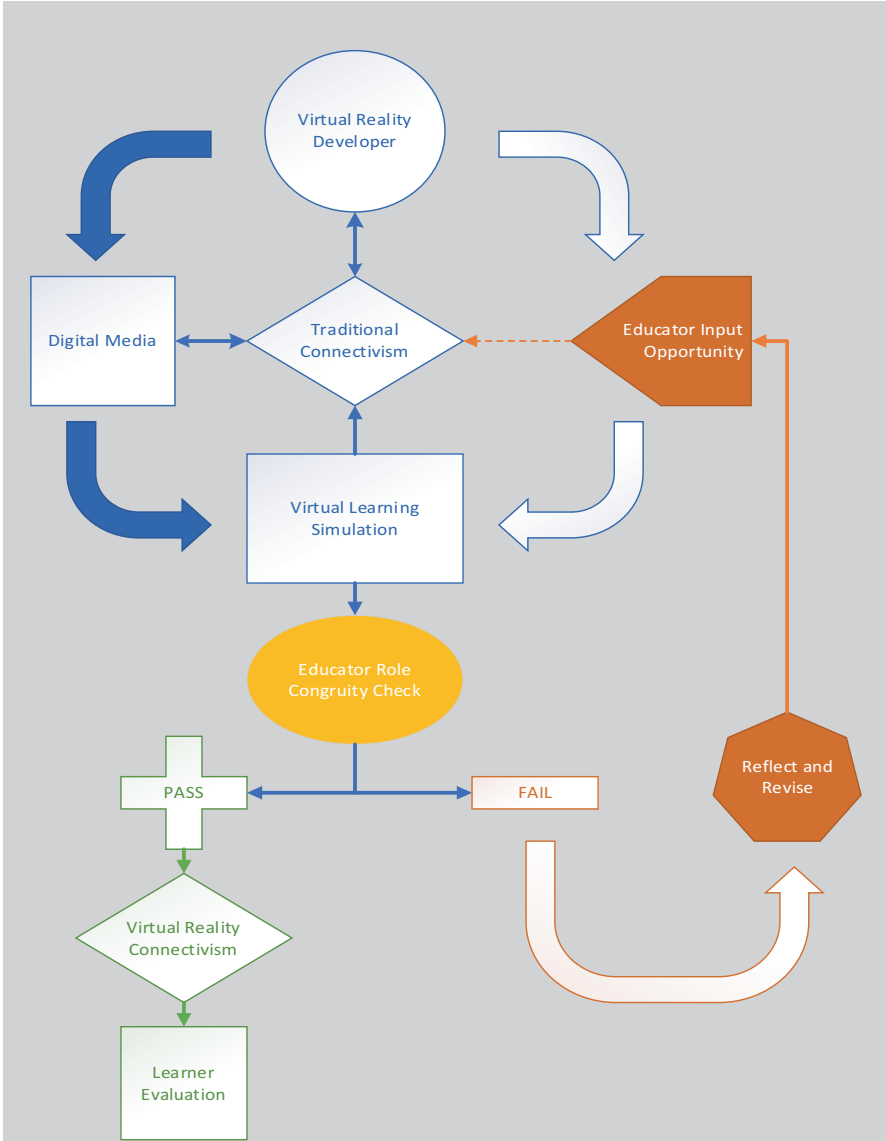 Virtual Reality
Developer
Digital Media
Traditional
Connectivism
Educator Input
Opportunity
Virtual Learning
Simulation
Educator Role
Congruity Check
PASS
FAIL
Reflect and
Revise
Virtual Reality
Connectivism
Learner
Evaluation